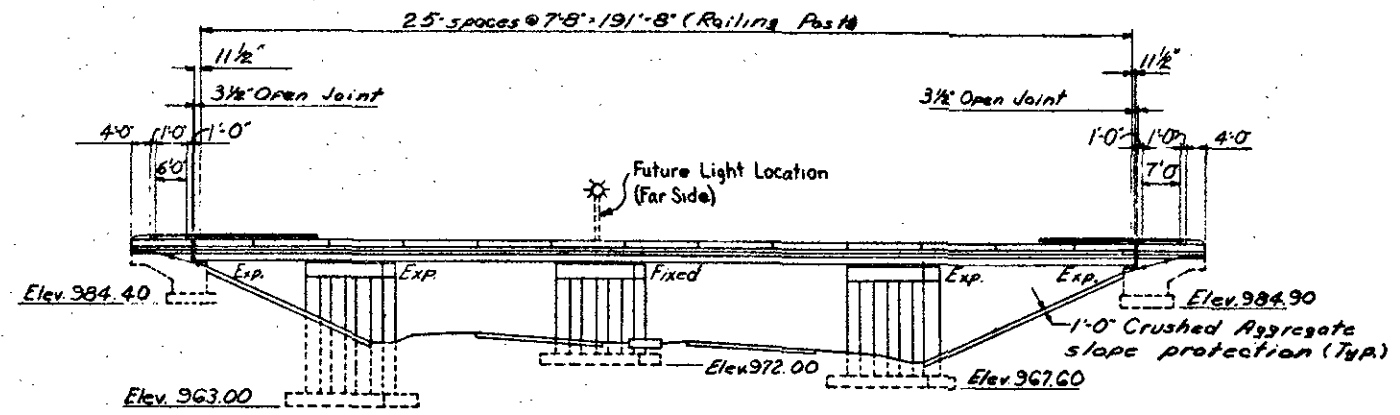 25-spaces @ 7'-8" = 191'-8" (Railing Posts)
11½"
11½"
3½" Open Joint
3½" Open Joint
4'-0"
1'-0"
1'-0"
1'-0"
1'-0"
4'-0"
6'0"
7'0"
Future Light Location
(Far Side)
Exp.
Exp.
Fixed
Exp.
Exp.
Elev. 984.40
Elev. 984.90
1'-0" Crushed Aggregate
slope protection (Typ.)
Elev. 972.00
Elev. 967.60
Elev. 963.00